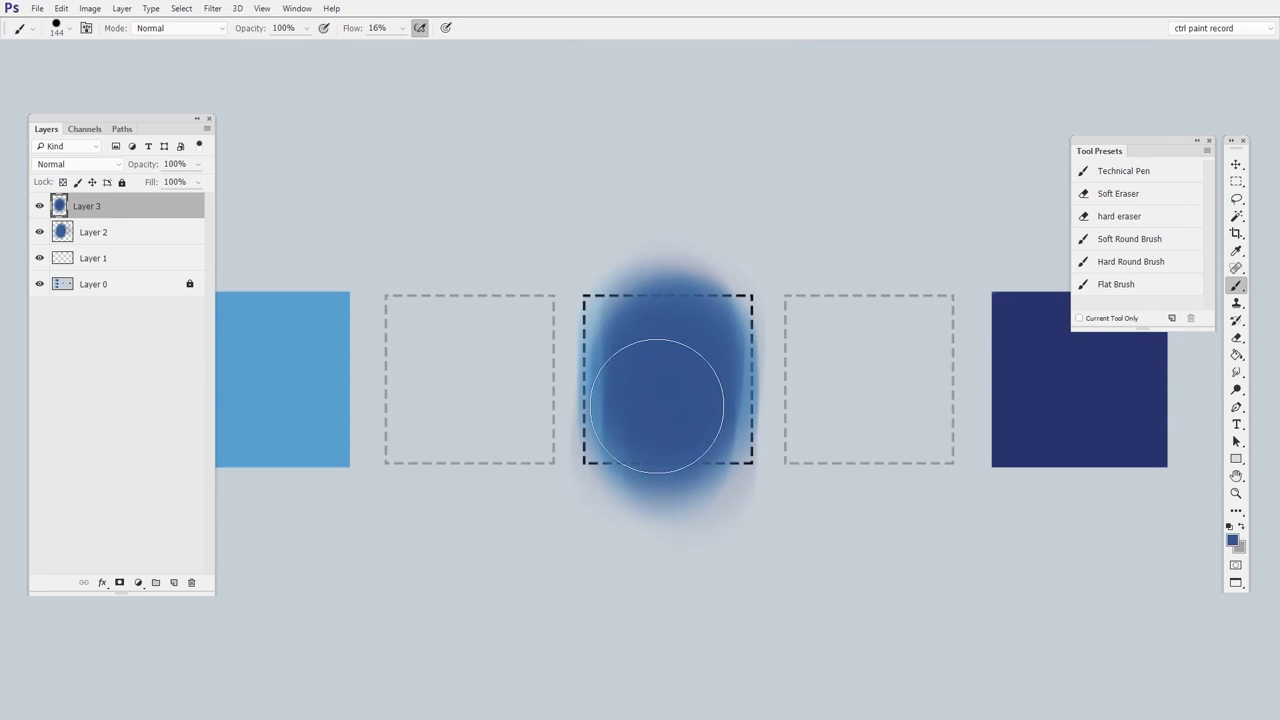 Ps File Edit Image Layer Type Select Filter 3D View Window Help
144 Mode: Normal Opacity: 100% Flow: 16% ctrl paint record
Layers Channels Paths
Kind
Normal Opacity: 100%
Lock: Fill: 100%
Layer 3
Layer 2
Layer 1
Layer 0
fx
Tool Presets
Technical Pen
Soft Eraser
hard eraser
Soft Round Brush
Hard Round Brush
Flat Brush
Current Tool Only